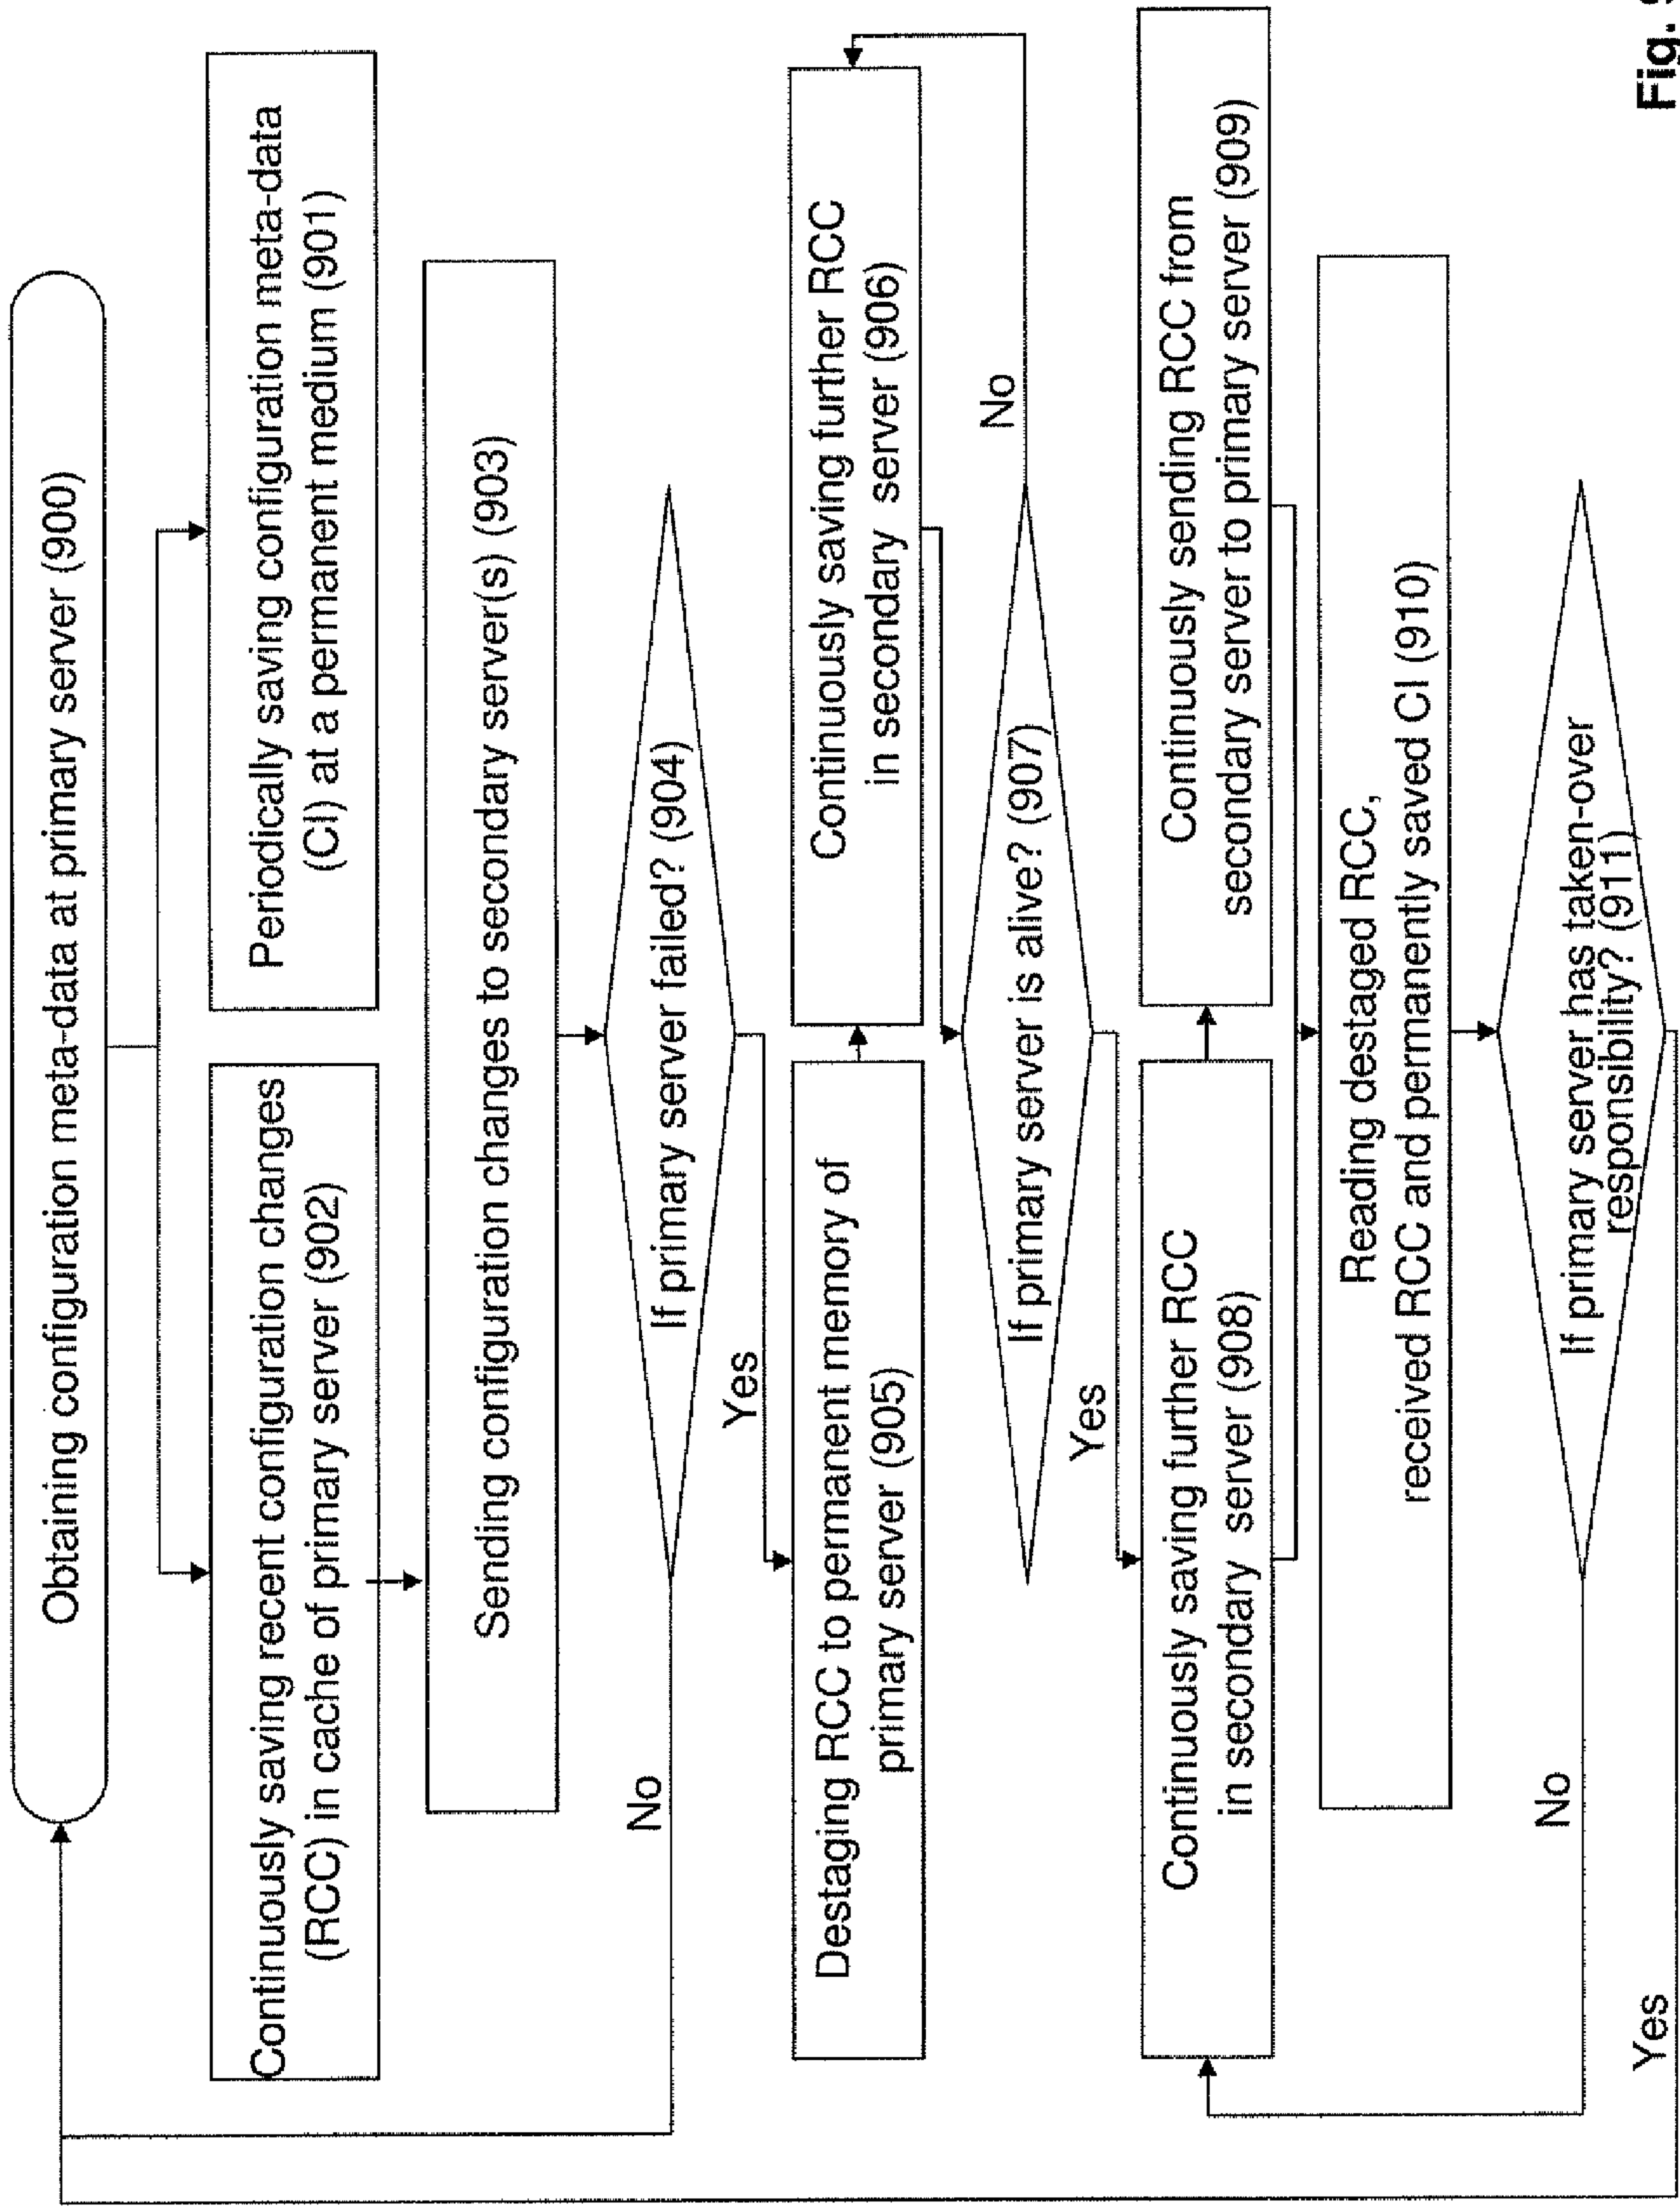 Obtaining configuration meta-data at primary server (900)
Continuously saving recent configuration changes
(RCC) in cache of primary server (902)
Periodically saving configuration meta-data
(CI) at a permanent medium (901)
Sending configuration changes to secondary server(s) (903)
If primary server failed? (904)
No
Yes
Destaging RCC to permanent memory of
primary server (905)
Continuously saving further RCC
in secondary server (906)
If primary server is alive? (907)
No
Yes
Continuously saving further RCC
in secondary server (908)
Continuously sending RCC from
secondary server to primary server (909)
Reading destaged RCC,
received RCC and permanently saved CI (910)
If primary server has taken-over
responsibility? (911)
No
Yes
Fig.